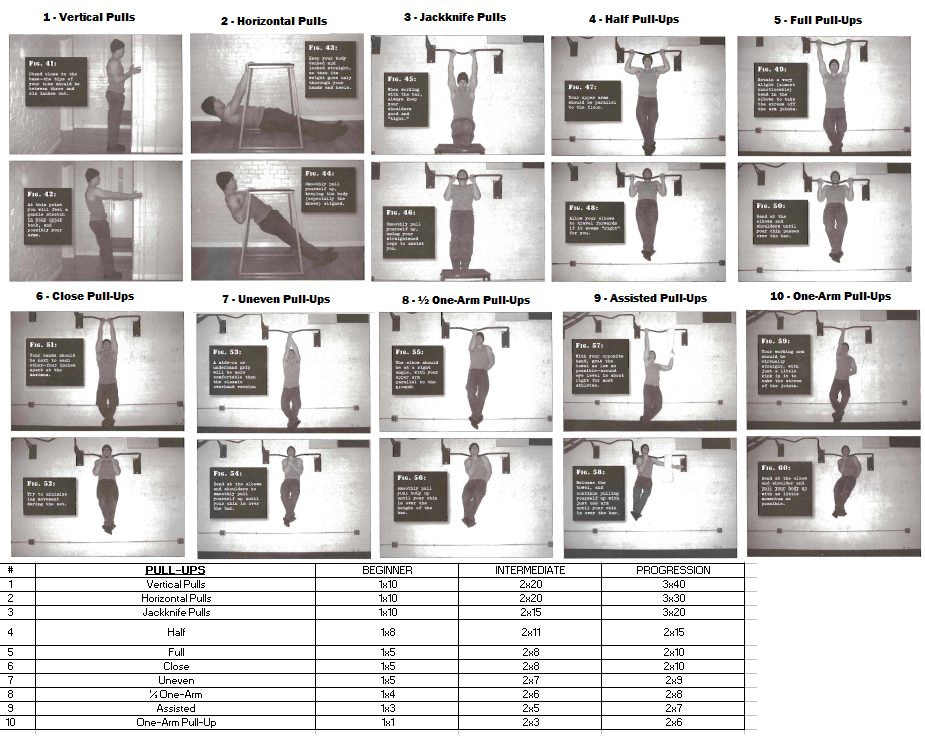 1 - Vertical Pulls
2 - Horizontal Pulls
3 - Jackknife Pulls
4 - Half Pull-Ups
5 - Full Pull-Ups
FIG. 41:
Stand close to the
base—the tips of
your toes should be
between three and
six inches out.
FIG. 43:
Keep your body
tensed and
locked straight,
so that its
weight goes only
through your
hands and heels.
FIG. 45:
When working
with the bar,
always keep
your
shoulders
good and
"tight."
FIG. 47:
Your upper arms
should be parallel
to the floor.
FIG. 49:
Retain a very
slight (almost
unnoticeable)
bend in the
elbows to take
the stress off
the arm joints.
FIG. 42:
At this point
you will feel a
gentle stretch
in your upper
back, and
possibly your
arms.
FIG. 44:
Smoothly pull
yourself up,
keeping the body
(especially the
knees) aligned.
FIG. 46:
Smoothly pull
yourself up,
using your
straightened
legs to assist
you.
FIG. 48:
Allow your elbows
to travel forwards
if it seems "right"
for you.
FIG. 50:
Bend at the
elbows and
shoulders until
your chin passes
over the bar.
6 - Close Pull-Ups
7 - Uneven Pull-Ups
8 - ½ One-Arm Pull-Ups
9 - Assisted Pull-Ups
10 - One-Arm Pull-Ups
FIG. 51:
Your hands should
be next to each
other—four inches
apart at the
maximum.
FIG. 53:
A side-on or
underhand grip
will be more
comfortable than
the classic
overhand version
FIG. 55:
The elbow should
be at a right
angle, with your
upper arm
parallel to the
ground.
FIG. 57:
With your opposite
hand, grab the
towel as low as
possible—around
eye level is about
right for most
athletes.
FIG. 59:
Your working arm
should be
virtually
straight, with
just a little
kink in it to
take the stress
of the joints.
FIG. 52:
Try to minimize
leg movement
during the set.
FIG. 54:
Bend at the elbows
and shoulders to
smoothly pull
yourself up until
your chin is over
the bar.
FIG. 56:
Smoothly pull
your body up
until your chin
is over the
height of the
bar.
FIG. 58:
Release the
towel, and
continue pulling
yourself up with
just one arm
until your chin
is over the bar.
FIG. 60:
Bend at the elbow
and shoulder and
pull your body up
with as little
momentum as
possible.
# PULL-UPS BEGINNER INTERMEDIATE PROGRESSION
1 Vertical Pulls 1x10 2x20 3x40
2 Horizontal Pulls 1x10 2x20 3x30
3 Jackknife Pulls 1x10 2x15 3x20
4 Half 1x8 2x11 2x15
5 Full 1x5 2x8 2x10
6 Close 1x5 2x8 2x10
7 Uneven 1x5 2x7 2x9
8 ½ One-Arm 1x4 2x6 2x8
9 Assisted 1x3 2x5 2x7
10 One-Arm Pull-Up 1x1 2x3 2x6